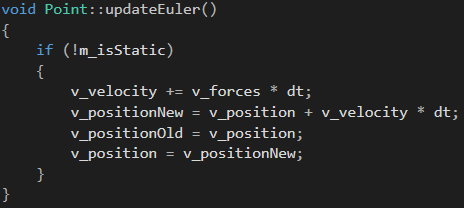 void Point::updateEuler()
{
    if (!m_isStatic)
    {
        v_velocity += v_forces * dt;
        v_positionNew = v_position + v_velocity * dt;
        v_positionOld = v_position;
        v_position = v_positionNew;
    }
}